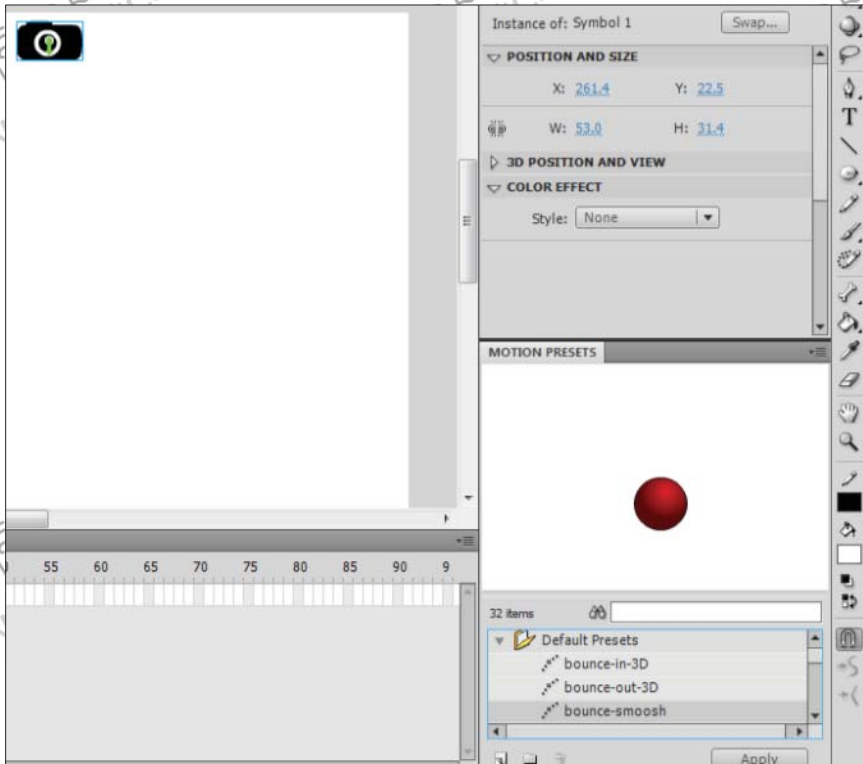 Instance of: Symbol 1 Swap...
POSITION AND SIZE
X: 261.4 Y: 22.5
W: 53.0 H: 31.4
3D POSITION AND VIEW
COLOR EFFECT
Style: None
MOTION PRESETS
55 60 65 70 75 80 85 90 9
32 items
Default Presets
bounce-in-3D
bounce-out-3D
bounce-smoosh
Apply
T